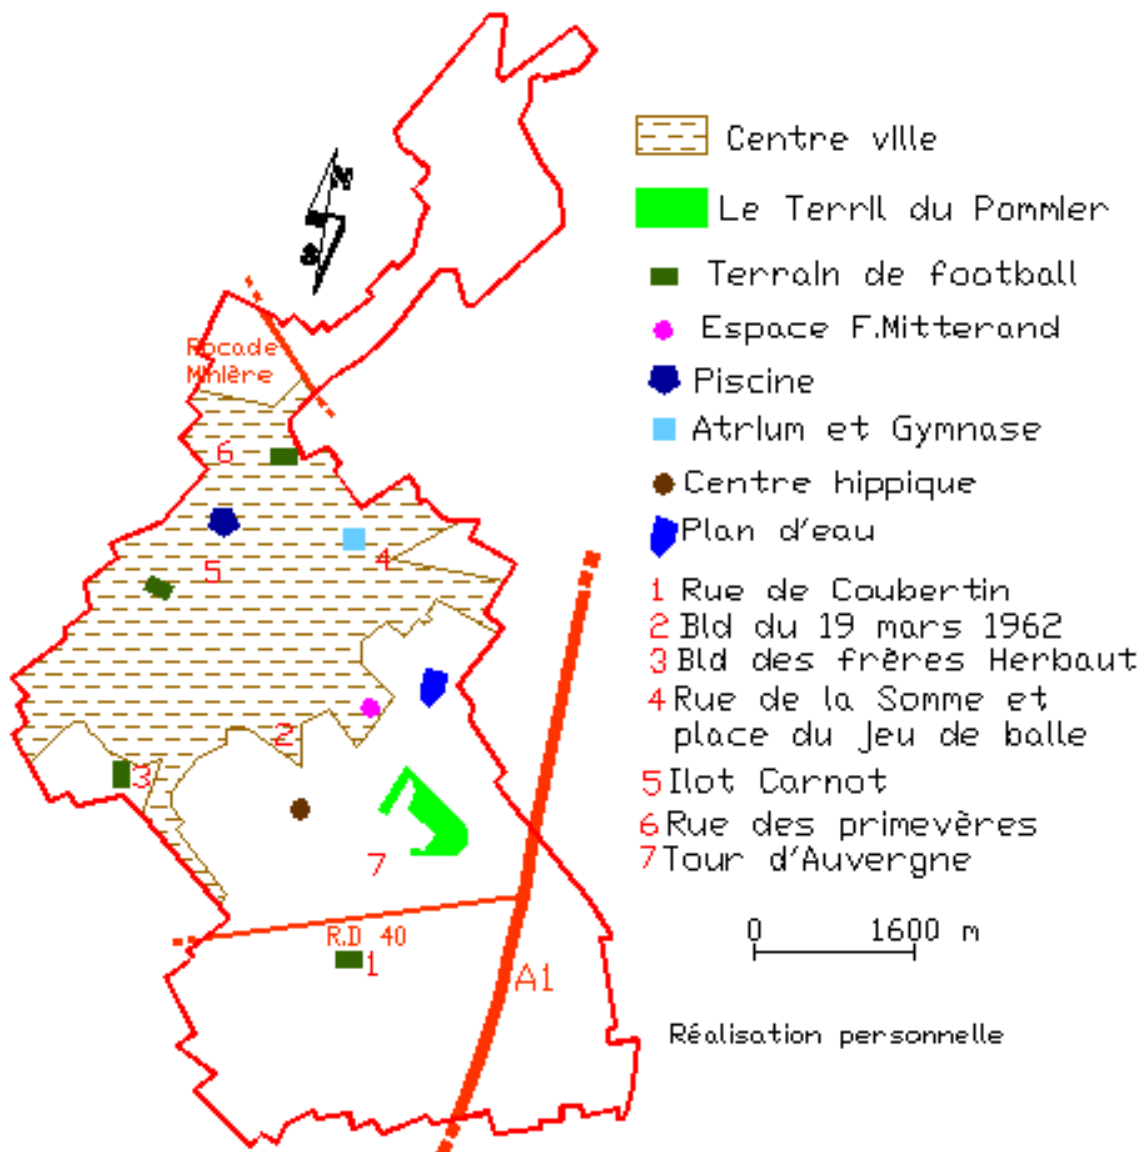 N
S
Rocade
Minière
6
5
4
2
3
7
R.D 40
1
A1
Centre ville
Le Terril du Pommier
Terrain de football
Espace F.Mitterand
Piscine
Atrium et Gymnase
Centre hippique
Plan d'eau
1 Rue de Coubertin
2 Bld du 19 mars 1962
3 Bld des frères Herbaut
4 Rue de la Somme et
place du jeu de balle
5 Ilot Carnot
6 Rue des primevères
7 Tour d'Auvergne
0 1600 m
Réalisation personnelle